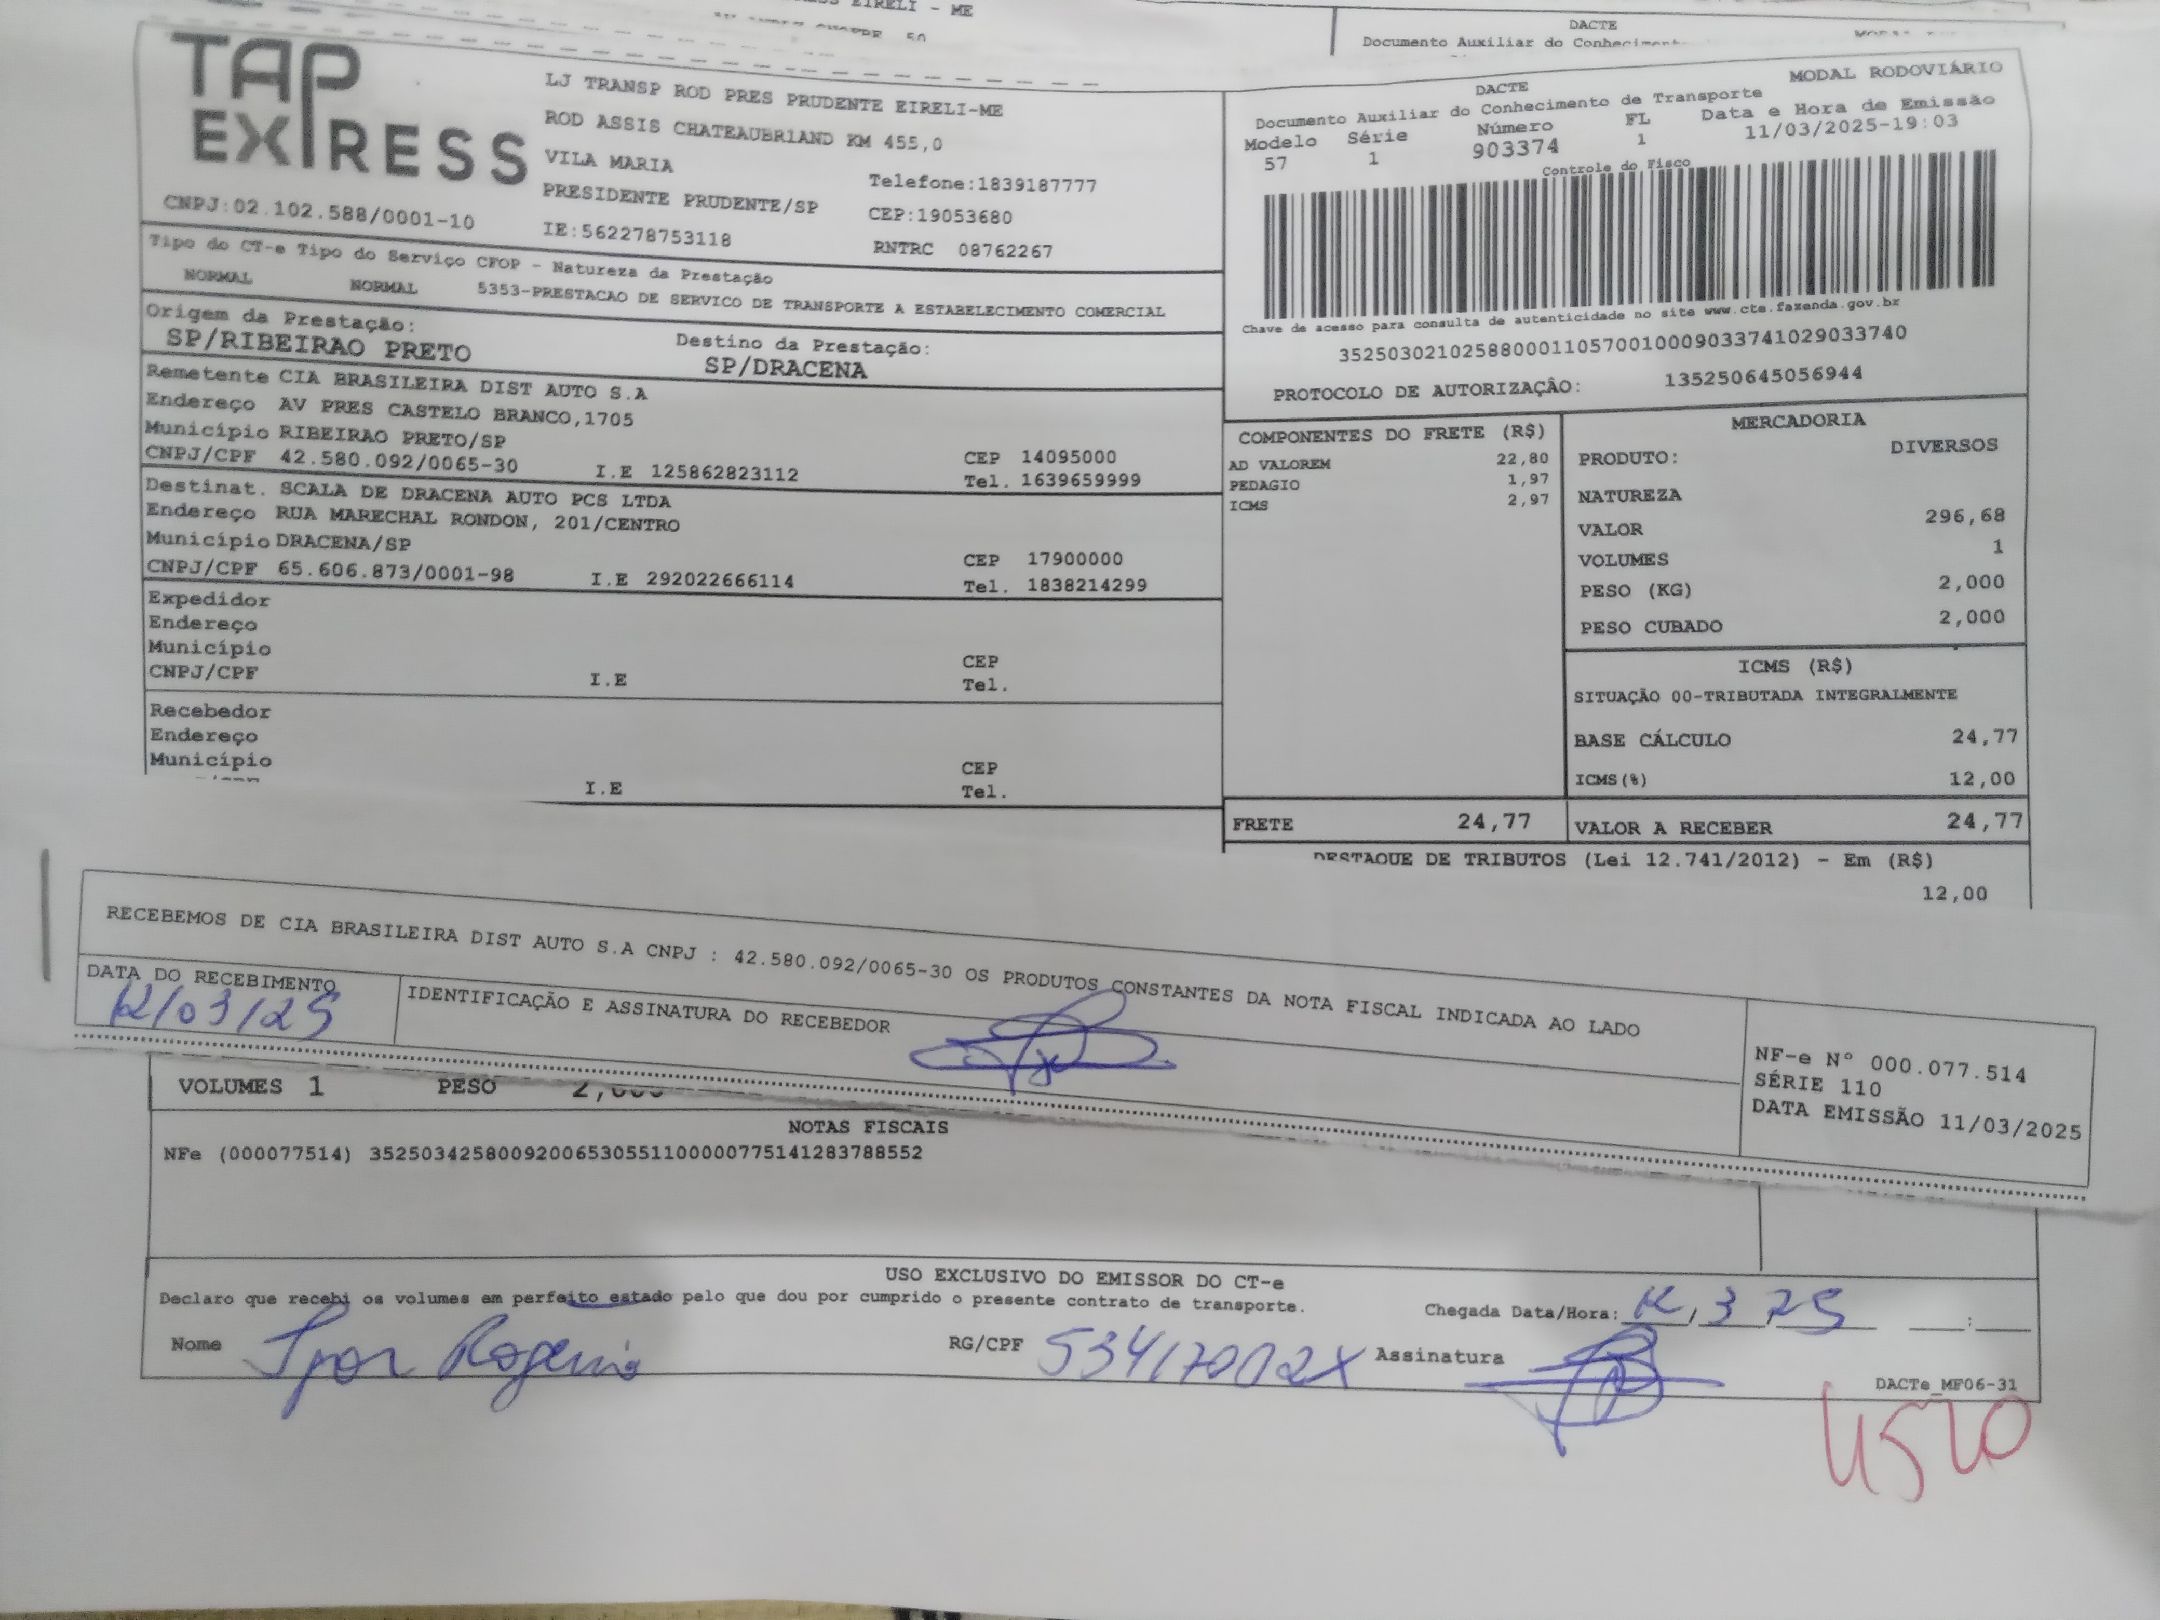 EIRELI - ME
DACTE
Documento Auxiliar do
TAP EXPRESS
CNPJ:02.102.588/0001-10
LJ TRANSP ROD PRES PRUDENTE EIRELI-ME
ROD ASSIS CHATEAUBRIAND KM 455,0
VILA MARIA
Telefone:1839187777
PRESIDENTE PRUDENTE/SP CEP:19053680
IE:562278753118 RNTRC 08762267
DACTE MODAL RODOVIÁRIO
Documento Auxiliar do Conhecimento de Transporte
Modelo Série Número FL Data e Hora de Emissão
57 1 903374 1 11/03/2025-19:03
Controle do Fisco
Chave de acesso para consulta de autenticidade no site www.cte.fazenda.gov.br
35250302102588000110570010009033741029033740
PROTOCOLO DE AUTORIZAÇÃO: 135250645056944
Tipo do CT-e Tipo do Serviço CFOP - Natureza da Prestação
NORMAL NORMAL 5353-PRESTACAO DE SERVICO DE TRANSPORTE A ESTABELECIMENTO COMERCIAL
Origem da Prestação: Destino da Prestação:
SP/RIBEIRAO PRETO SP/DRACENA
Remetente CIA BRASILEIRA DIST AUTO S.A
Endereço AV PRES CASTELO BRANCO,1705
Município RIBEIRAO PRETO/SP CEP 14095000
CNPJ/CPF 42.580.092/0065-30 I.E 125862823112 Tel. 1639659999
Destinat. SCALA DE DRACENA AUTO PCS LTDA
Endereço RUA MARECHAL RONDON, 201/CENTRO
Município DRACENA/SP CEP 17900000
CNPJ/CPF 65.606.873/0001-98 I.E 292022666114 Tel. 1838214299
Expedidor
Endereço
Município CEP
CNPJ/CPF I.E Tel.
Recebedor
Endereço
Município CEP
I.E Tel.
COMPONENTES DO FRETE (R$)
AD VALOREM 22,80
PEDAGIO 1,97
ICMS 2,97
FRETE 24,77
MERCADORIA
PRODUTO: DIVERSOS
NATUREZA
VALOR 296,68
VOLUMES 1
PESO (KG) 2,000
PESO CUBADO 2,000
ICMS (R$)
SITUAÇÃO 00-TRIBUTADA INTEGRALMENTE
BASE CÁLCULO 24,77
ICMS(%) 12,00
VALOR A RECEBER 24,77
DESTAQUE DE TRIBUTOS (Lei 12.741/2012) - Em (R$)
12,00
RECEBEMOS DE CIA BRASILEIRA DIST AUTO S.A CNPJ : 42.580.092/0065-30 OS PRODUTOS CONSTANTES DA NOTA FISCAL INDICADA AO LADO
DATA DO RECEBIMENTO IDENTIFICAÇÃO E ASSINATURA DO RECEBEDOR
12/03/25
NF-e Nº 000.077.514
SÉRIE 110
DATA EMISSÃO 11/03/2025
VOLUMES 1 PESO 2,000
NOTAS FISCAIS
NFe (000077514) 35250342580092006530551100000775141283788552
USO EXCLUSIVO DO EMISSOR DO CT-e
Declaro que recebi os volumes em perfeito estado pelo que dou por cumprido o presente contrato de transporte. Chegada Data/Hora: 12,3 25 :
Nome Igor Rogerio RG/CPF 53417002X Assinatura
DACTe_MF06-31
4520